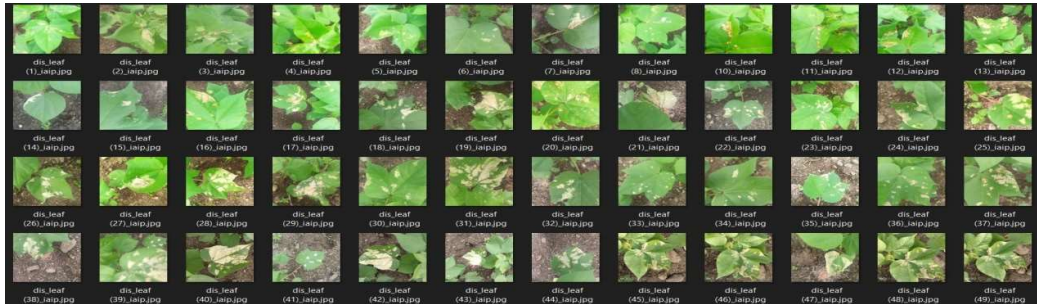 dis_leaf dis_leaf dis_leaf dis_leaf dis_leaf dis_leaf dis_leaf dis_leaf dis_leaf dis_leaf dis_leaf dis_leaf
(1)_iaip.jpg (2)_iaip.jpg (3)_iaip.jpg (4)_iaip.jpg (5)_iaip.jpg (6)_iaip.jpg (7)_iaip.jpg (8)_iaip.jpg (10)_iaip.jpg (11)_iaip.jpg (12)_iaip.jpg (13)_iaip.jpg
dis_leaf dis_leaf dis_leaf dis_leaf dis_leaf dis_leaf dis_leaf dis_leaf dis_leaf dis_leaf dis_leaf dis_leaf
(14)_iaip.jpg (15)_iaip.jpg (16)_iaip.jpg (17)_iaip.jpg (18)_iaip.jpg (19)_iaip.jpg (20)_iaip.jpg (21)_iaip.jpg (22)_iaip.jpg (23)_iaip.jpg (24)_iaip.jpg (25)_iaip.jpg
dis_leaf dis_leaf dis_leaf dis_leaf dis_leaf dis_leaf dis_leaf dis_leaf dis_leaf dis_leaf dis_leaf dis_leaf
(26)_iaip.jpg (27)_iaip.jpg (28)_iaip.jpg (29)_iaip.jpg (30)_iaip.jpg (31)_iaip.jpg (32)_iaip.jpg (33)_iaip.jpg (34)_iaip.jpg (35)_iaip.jpg (36)_iaip.jpg (37)_iaip.jpg
dis_leaf dis_leaf dis_leaf dis_leaf dis_leaf dis_leaf dis_leaf dis_leaf dis_leaf dis_leaf dis_leaf dis_leaf
(38)_iaip.jpg (39)_iaip.jpg (40)_iaip.jpg (41)_iaip.jpg (42)_iaip.jpg (43)_iaip.jpg (44)_iaip.jpg (45)_iaip.jpg (46)_iaip.jpg (47)_iaip.jpg (48)_iaip.jpg (49)_iaip.jpg